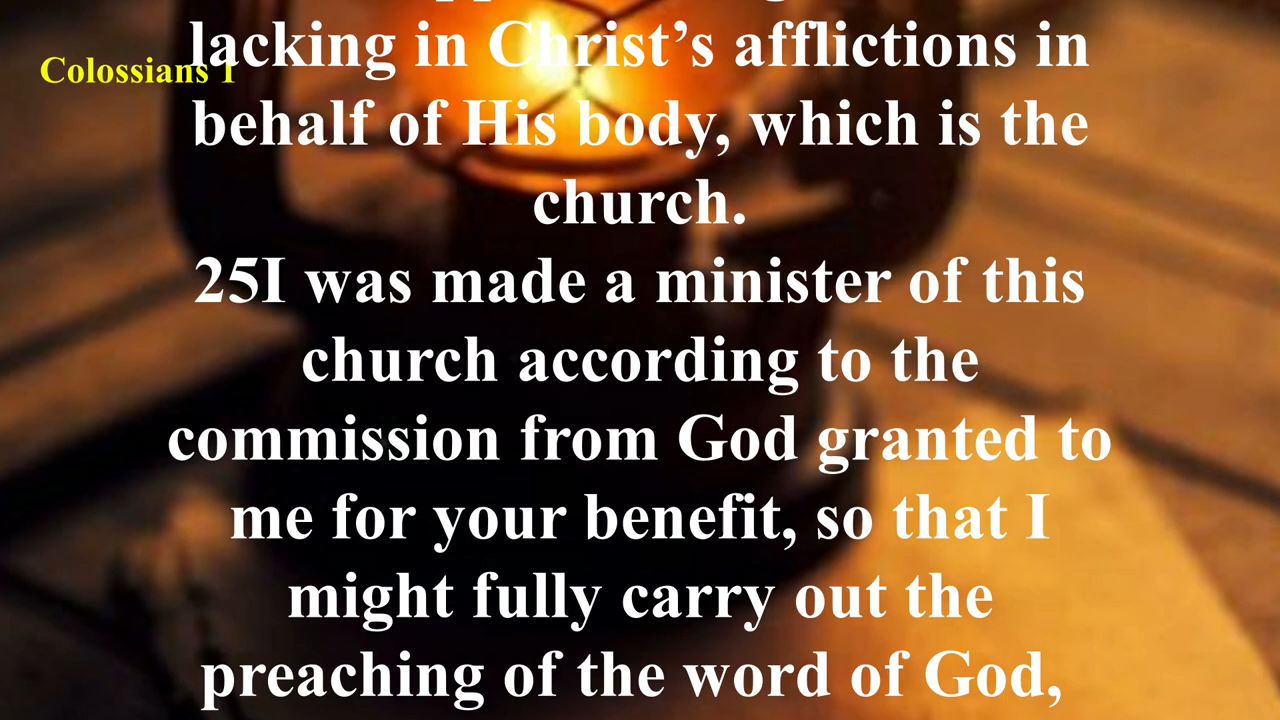 lacking in Christ’s afflictions in
Colossians 1
behalf of His body, which is the
church.
25I was made a minister of this
church according to the
commission from God granted to
me for your benefit, so that I
might fully carry out the
preaching of the word of God,